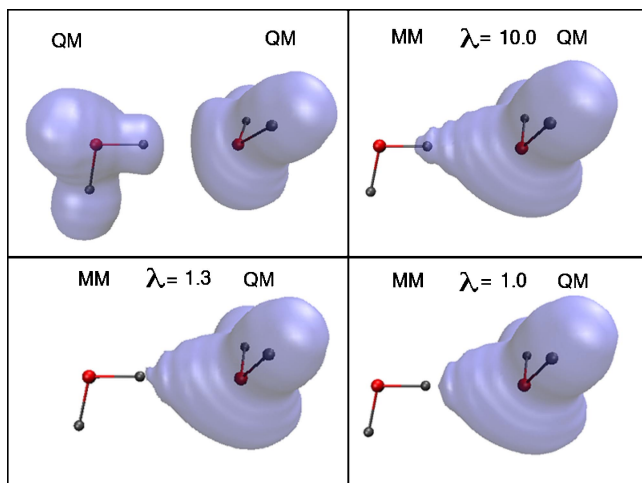 QM QM
MM λ = 10.0 QM
MM λ = 1.3 QM
MM λ = 1.0 QM